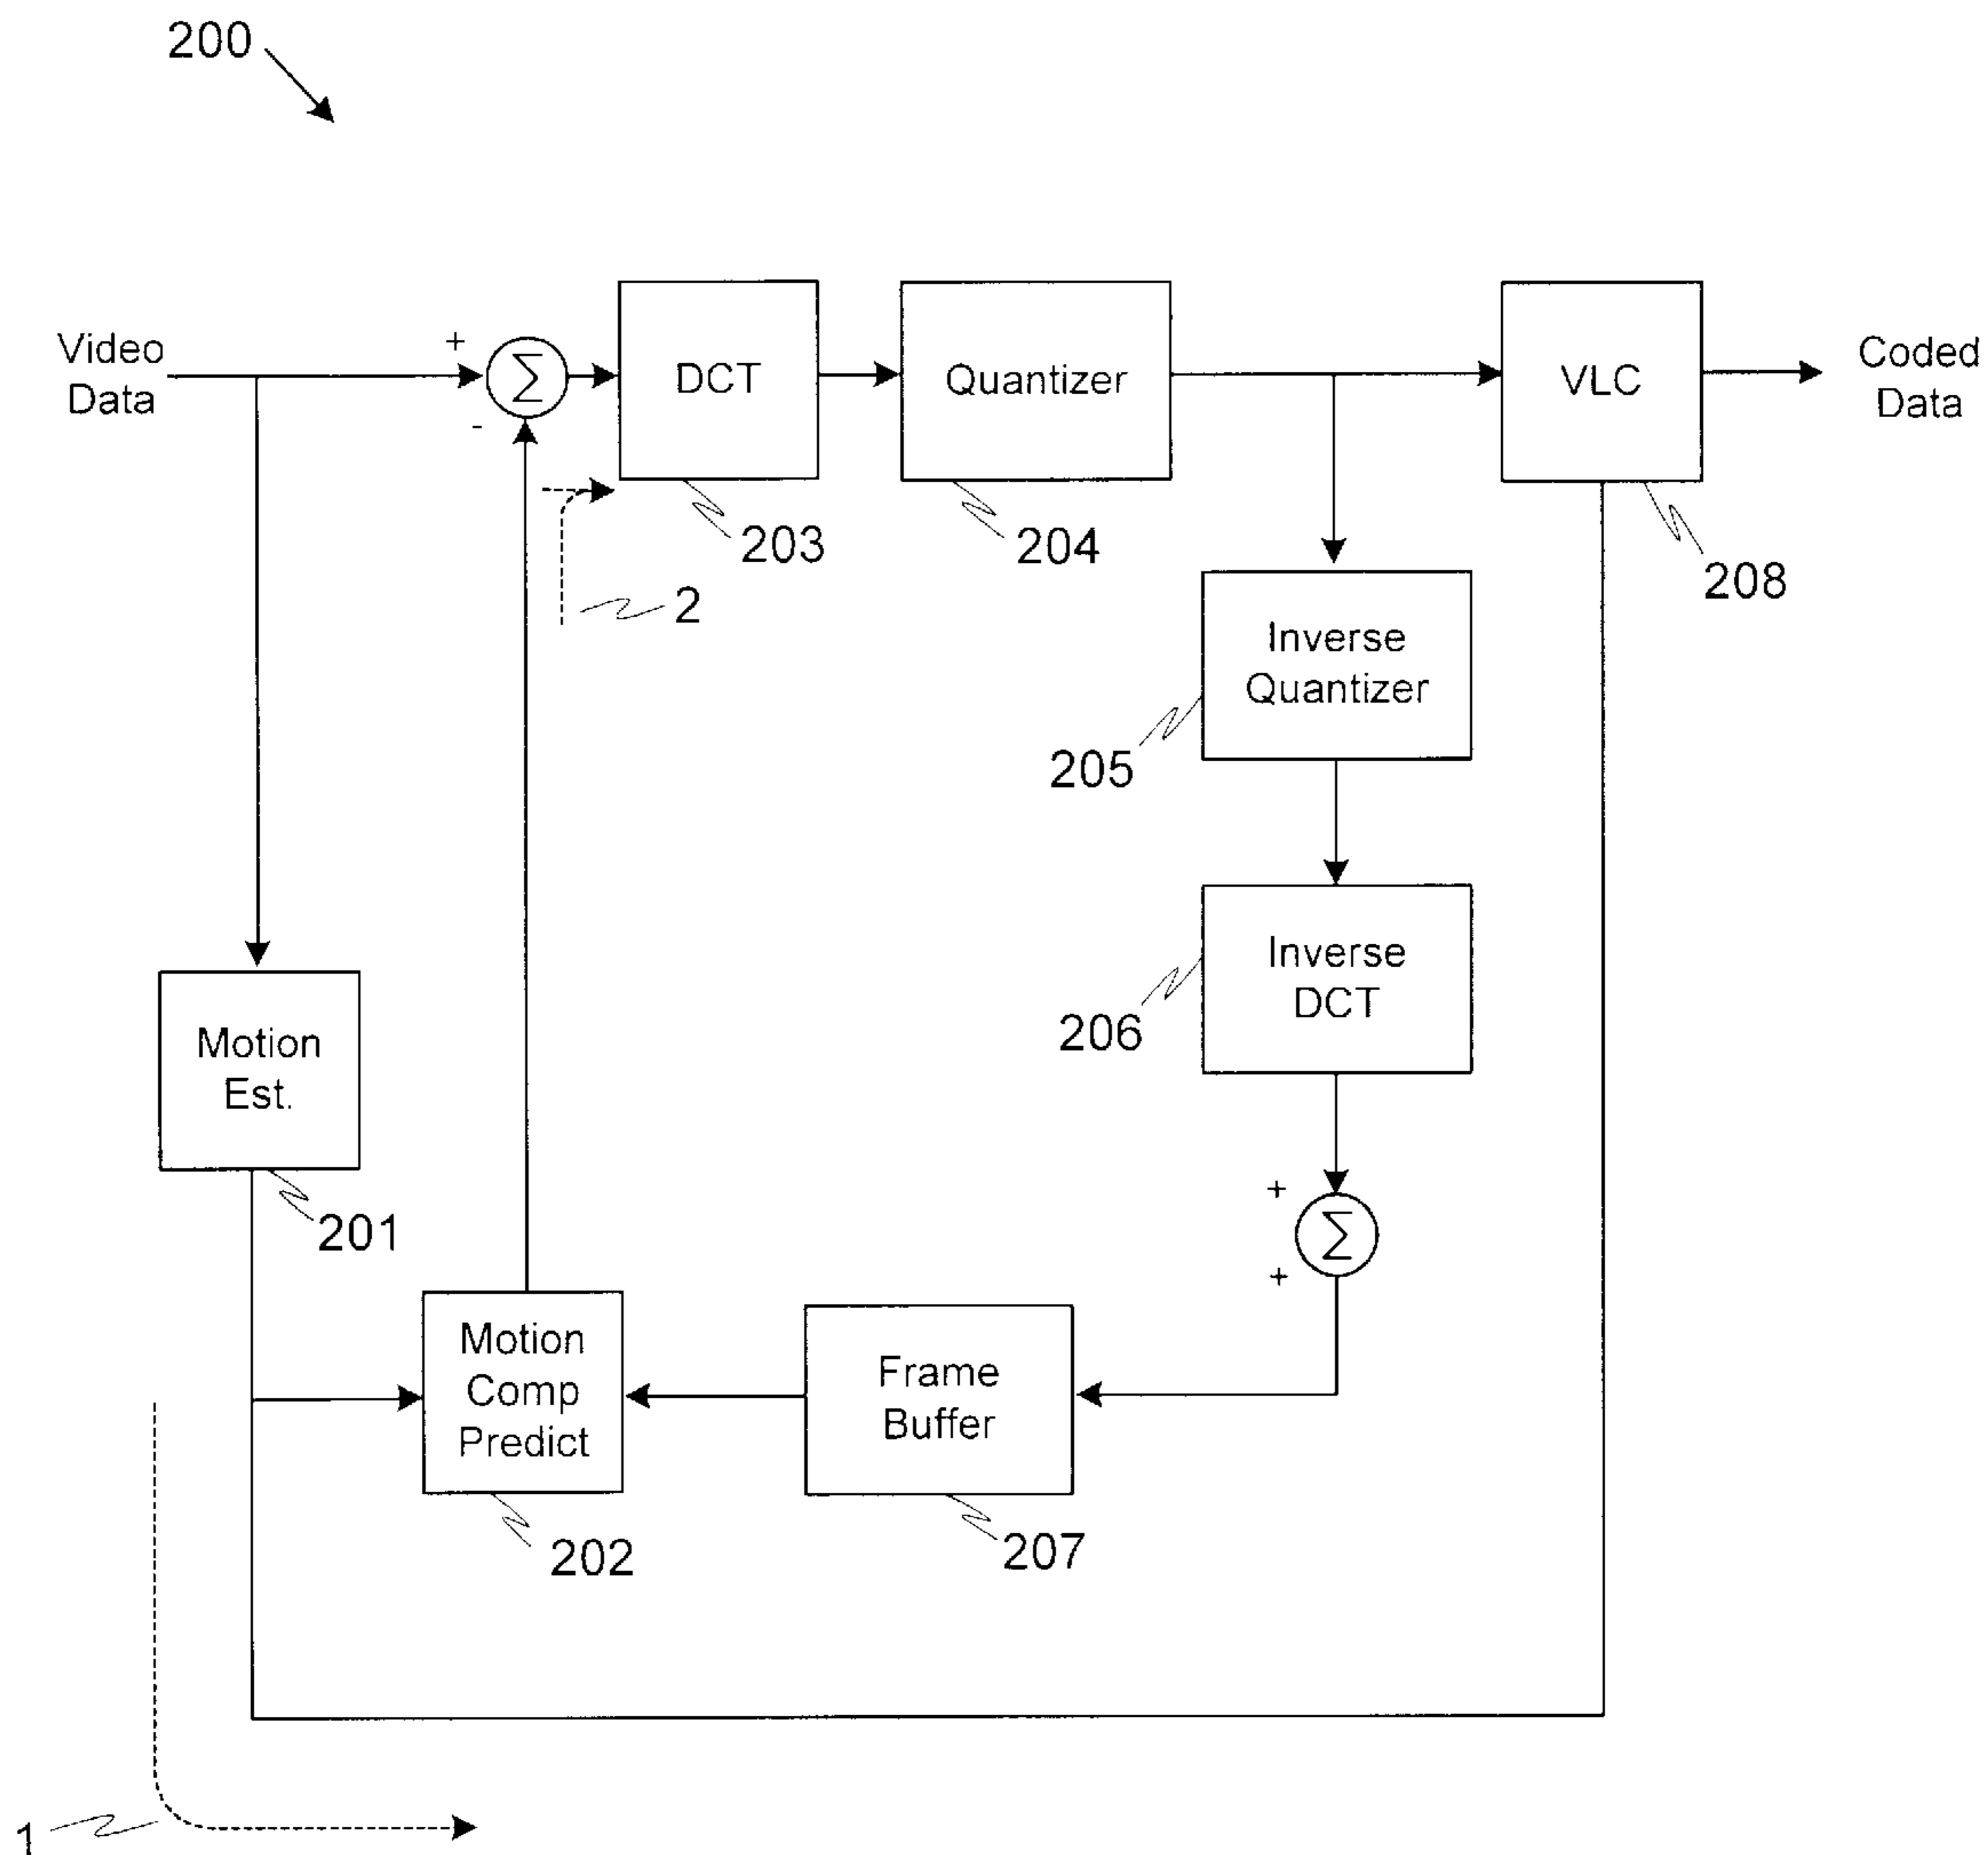 200
Video
Data
+
-
Σ
DCT
203
Quantizer
204
VLC
208
Coded
Data
2
Inverse
Quantizer
205
Inverse
DCT
206
Motion
Est.
201
+
Σ
+
Motion
Comp
Predict
202
Frame
Buffer
207
1